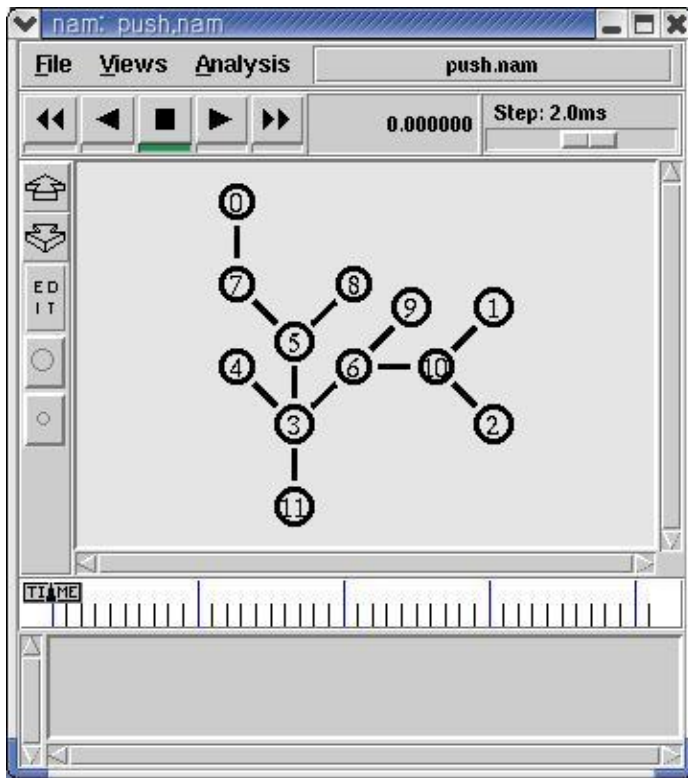 nam: push.nam
File Views Analysis push.nam
0.000000 Step: 2.0ms
ED
IT
0
7 8
9 1
5
4 6 10
3 2
11
TIME